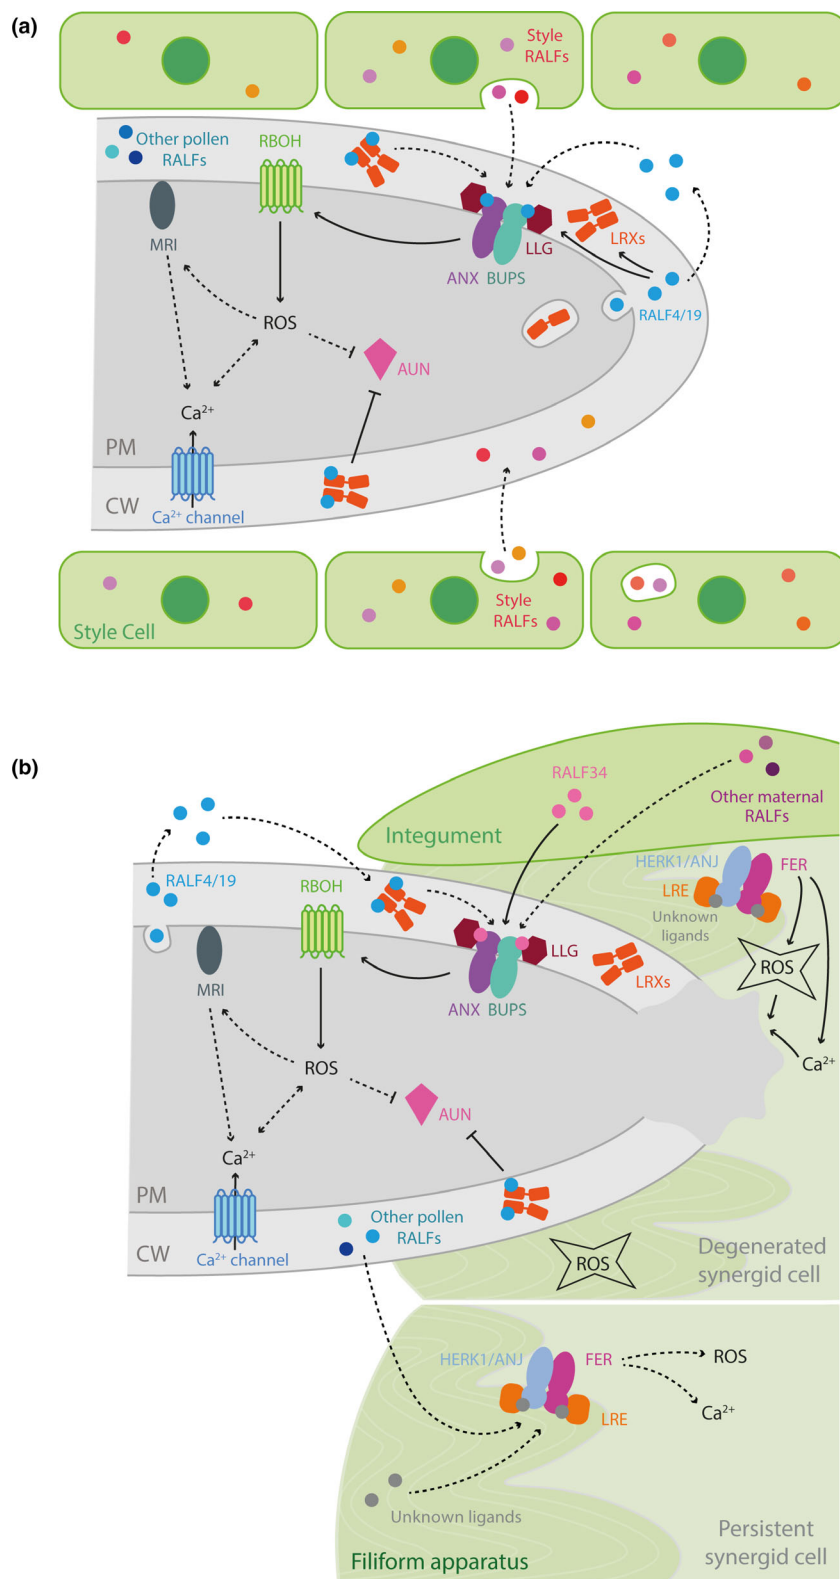 (a)
Style
RALFs
Other pollen
RALFs
RBOH
MRI
LLG
LRXs
ANX BUPS
RALF4/19
ROS
AUN
Ca²⁺
PM
CW
Ca²⁺ channel
Style Cell
Style
RALFs
(b)
RALF34
Other maternal
RALFs
Integument
HERK1/ANJ
FER
RALF4/19
RBOH
LRE
Unknown
ligands
LLG
LRXs
ROS
MRI
ANX BUPS
ROS
Ca²⁺
AUN
Ca²⁺
PM
CW
Ca²⁺ channel
Other pollen
RALFs
ROS
Degenerated
synergid cell
HERK1/ANJ
FER
ROS
LRE
Ca²⁺
Unknown ligands
Filiform apparatus
Persistent
synergid cell